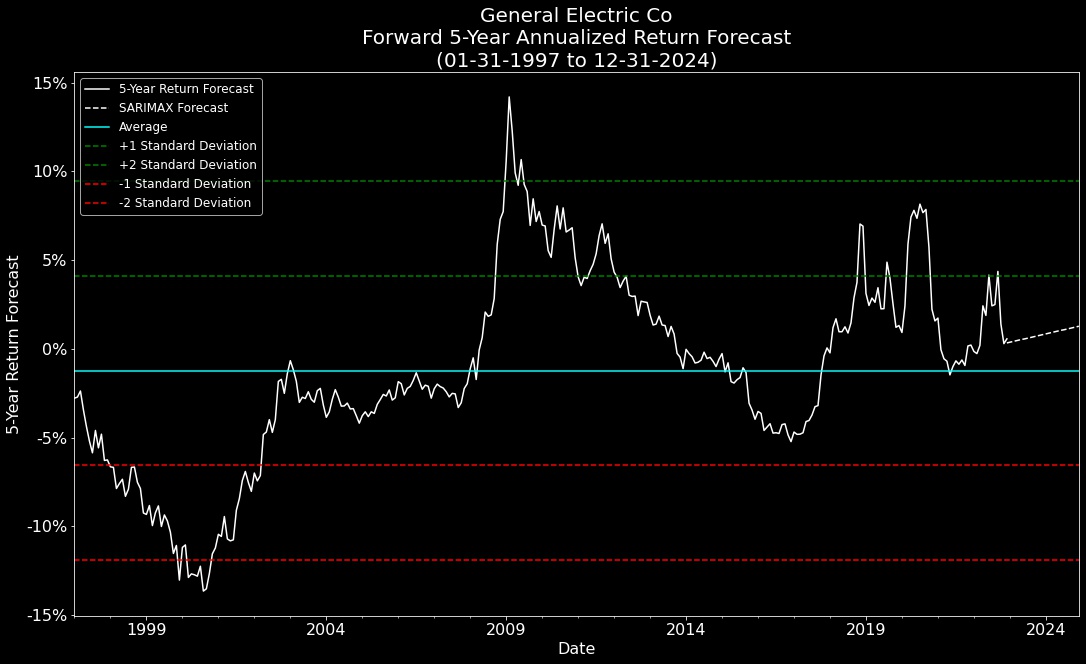 General Electric Co
Forward 5-Year Annualized Return Forecast
(01-31-1997 to 12-31-2024)
5-Year Return Forecast
SARIMAX Forecast
Average
+1 Standard Deviation
+2 Standard Deviation
-1 Standard Deviation
-2 Standard Deviation
5-Year Return Forecast
15%
10%
5%
0%
-5%
-10%
-15%
1999 2004 2009 2014 2019 2024
Date